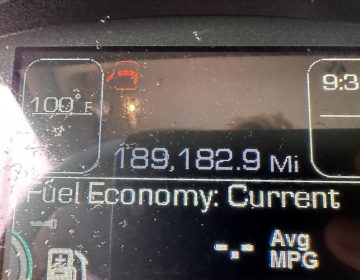 100° F
9:3
189,182.9 Mi
Fuel Economy: Current
-.- Avg
MPG